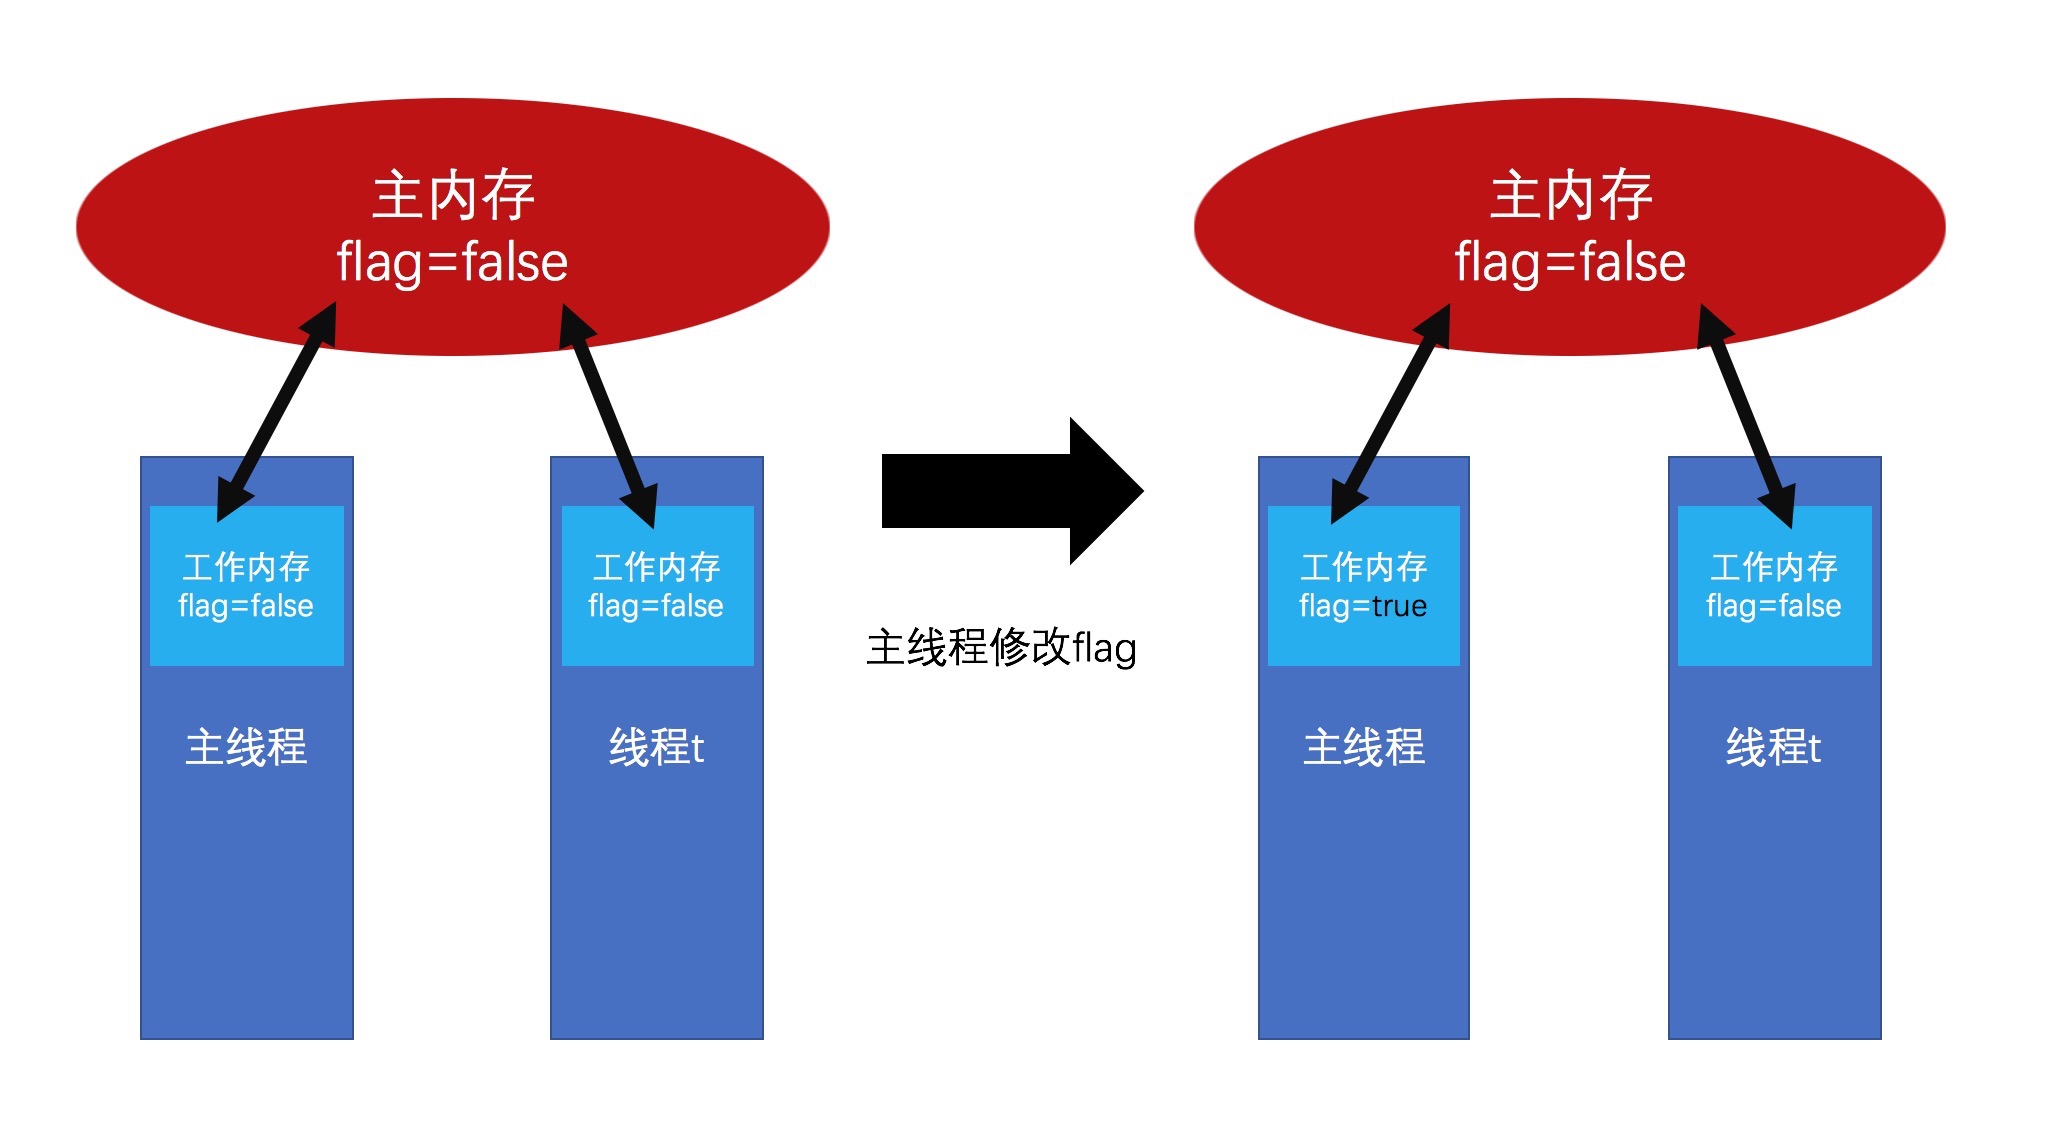 主内存
flag=false
工作内存
flag=false
主线程
工作内存
flag=false
线程t
主线程修改flag
主内存
flag=false
工作内存
flag=true
主线程
工作内存
flag=false
线程t